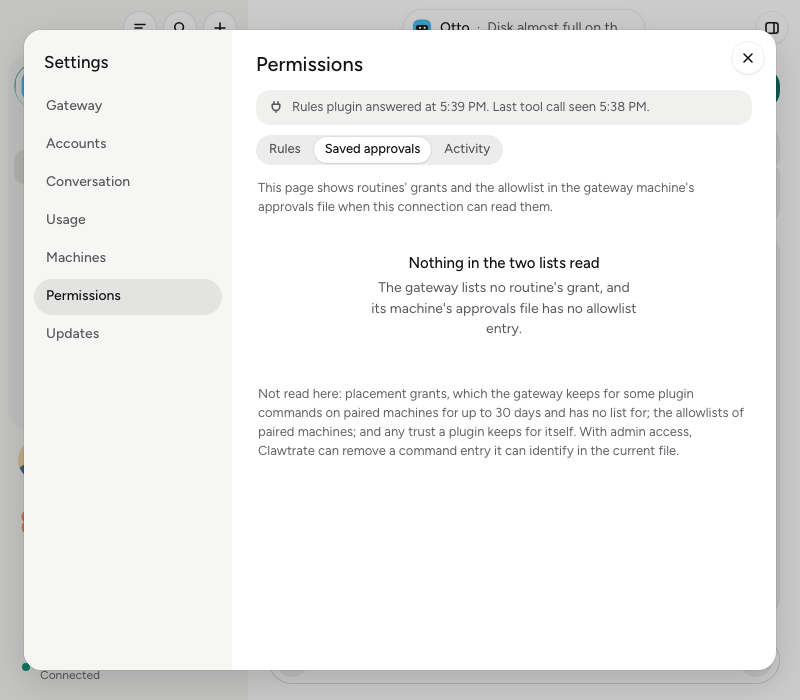 Otto · Disk almost full on th
Settings
Gateway
Accounts
Conversation
Usage
Machines
Permissions
Updates
Connected
Permissions
Rules plugin answered at 5:39 PM. Last tool call seen 5:38 PM.
Rules
Saved approvals
Activity
This page shows routines' grants and the allowlist in the gateway machine's
approvals file when this connection can read them.
Nothing in the two lists read
The gateway lists no routine's grant, and
its machine's approvals file has no allowlist
entry.
Not read here: placement grants, which the gateway keeps for some plugin
commands on paired machines for up to 30 days and has no list for; the allowlists of
paired machines; and any trust a plugin keeps for itself. With admin access,
Clawtrate can remove a command entry it can identify in the current file.